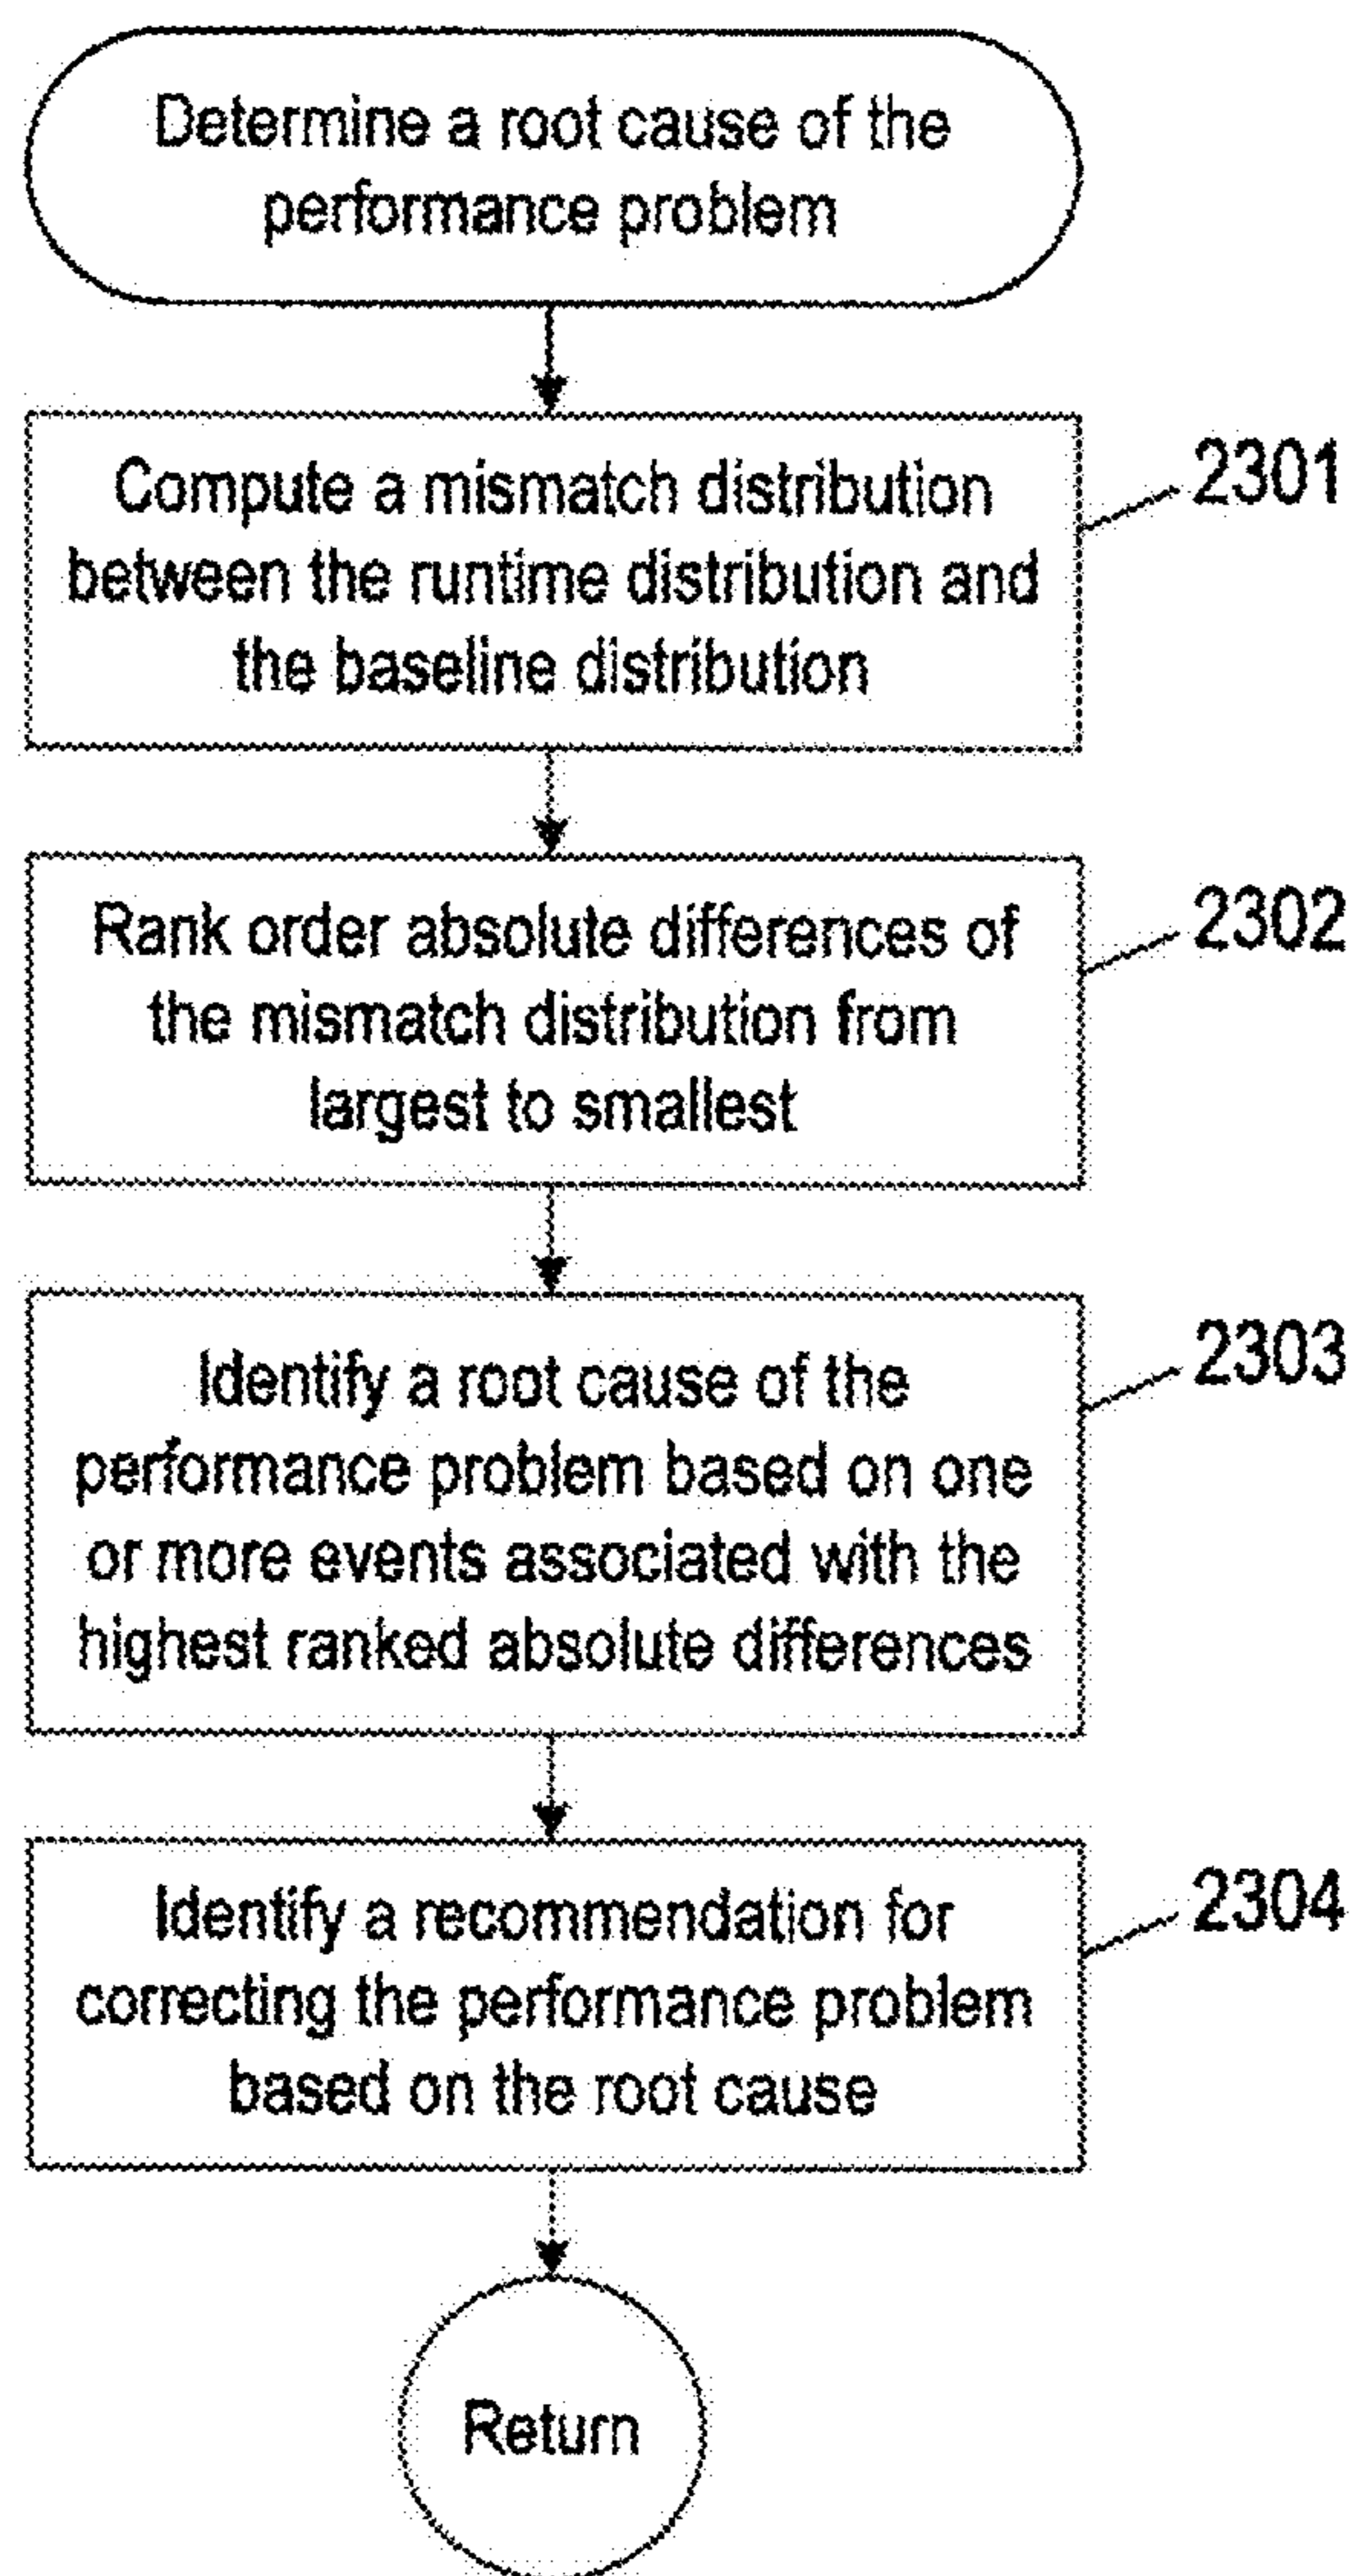 Determine a root cause of the
performance problem
Compute a mismatch distribution
between the runtime distribution and
the baseline distribution
2301
Rank order absolute differences of
the mismatch distribution from
largest to smallest
2302
Identify a root cause of the
performance problem based on one
or more events associated with the
highest ranked absolute differences
2303
Identify a recommendation for
correcting the performance problem
based on the root cause
2304
Return